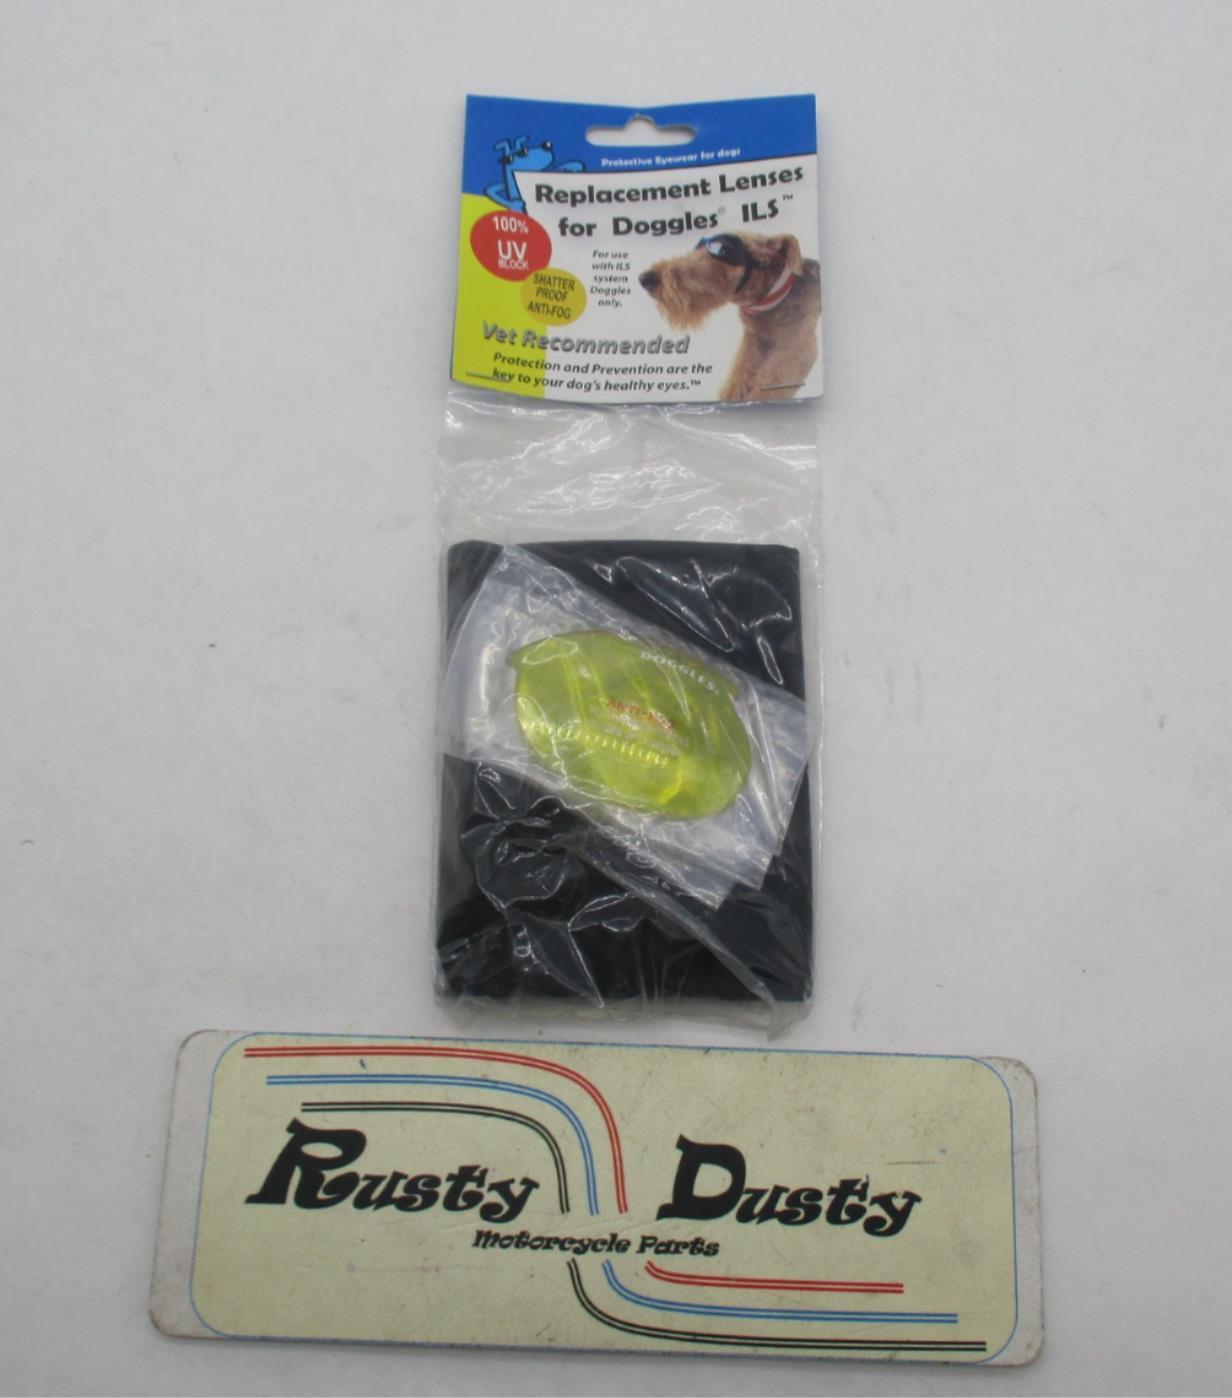 Protective Eyewear for dogs
Replacement Lenses
for Doggles® ILS™
100%
UV
BLOCK
SHATTER
PROOF
ANTI-FOG
For use
with ILS
system
Doggles
only.
Vet Recommended
Protection and Prevention are the
key to your dog's healthy eyes.™
DOGGLES
ANTI-FOG
Rusty Dusty
Motorcycle Parts